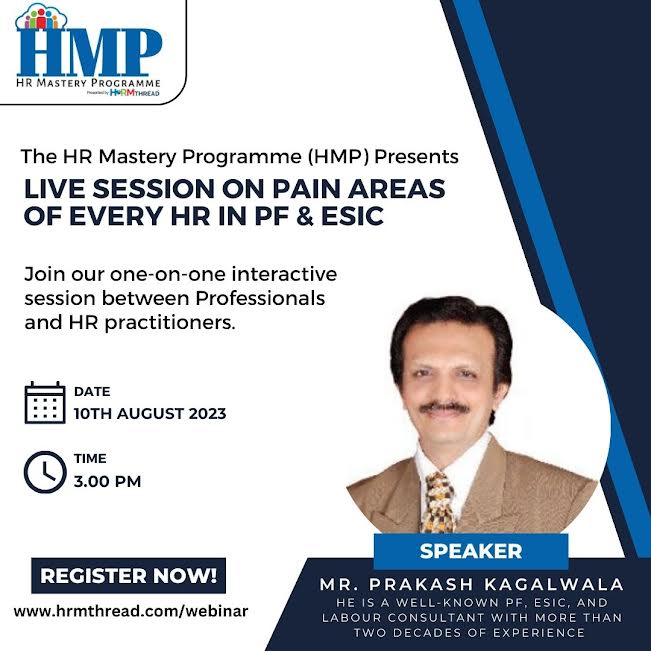 HMP
HR MASTERY PROGRAMME
Presented by HRMTHREAD
The HR Mastery Programme (HMP) Presents
LIVE SESSION ON PAIN AREAS
OF EVERY HR IN PF & ESIC
Join our one-on-one interactive
session between Professionals
and HR practitioners.
DATE
10TH AUGUST 2023
TIME
3.00 PM
REGISTER NOW!
www.hrmthread.com/webinar
SPEAKER
MR. PRAKASH KAGALWALA
HE IS A WELL-KNOWN PF, ESIC, AND
LABOUR CONSULTANT WITH MORE THAN
TWO DECADES OF EXPERIENCE